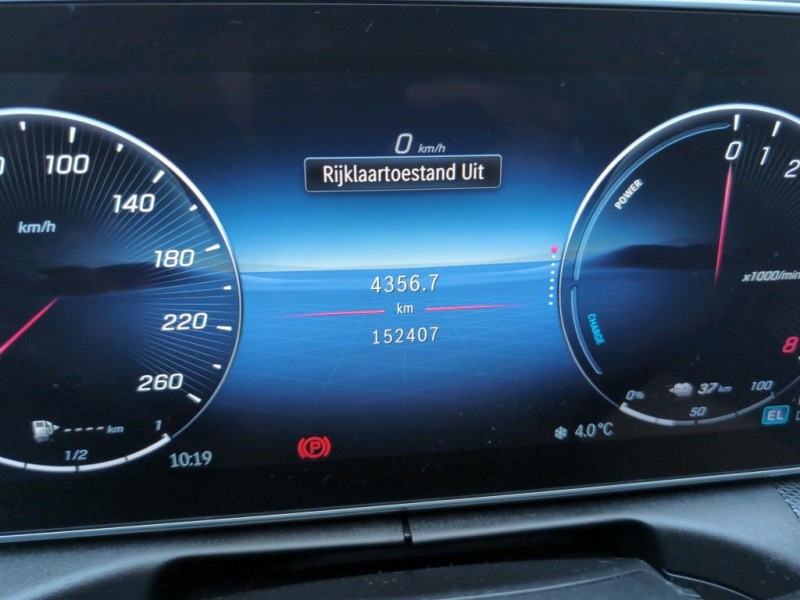 0 km/h
Rijklaartoestand Uit
100
140
180
220
260
km/h
4356.7
km
152407
0 1 2
POWER
x1000/min
CHARGE
8
0% 37 km 100
50
EL
-----km 1
1/2
10:19
P
4.0°C